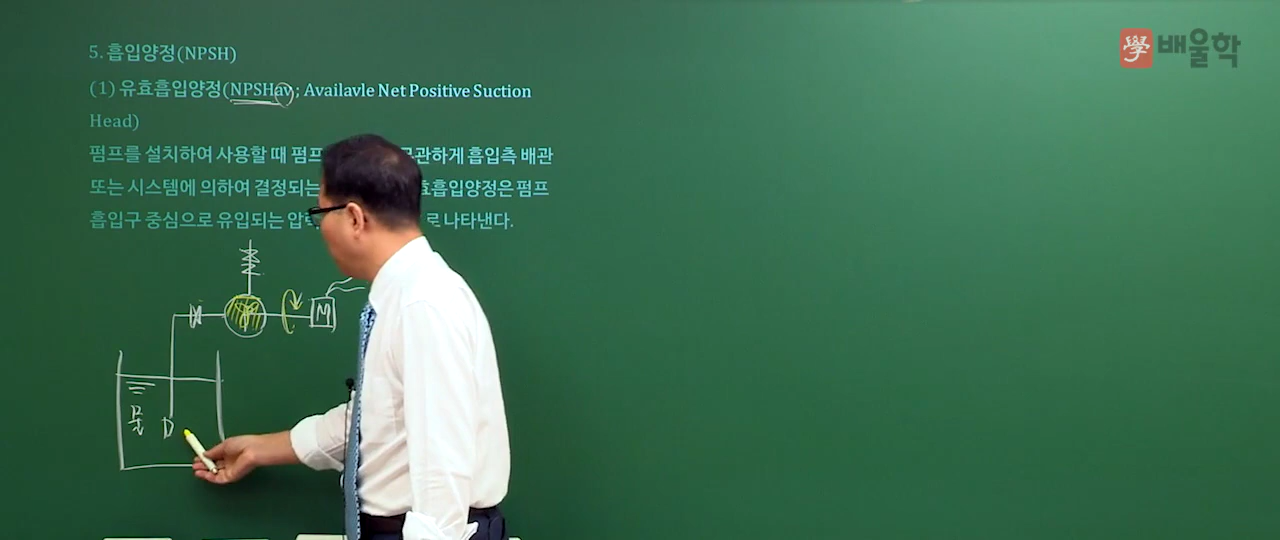 學 배울학
5. 흡입양정(NPSH)
(1) 유효흡입양정(NPSHav; Availavle Net Positive Suction
Head)
펌프를 설치하여 사용할 때 펌프 무관하게 흡입측 배관
또는 시스템에 의하여 결정되는 유효흡입양정은 펌프
흡입구 중심으로 유입되는 압력 로 나타낸다.
M
물